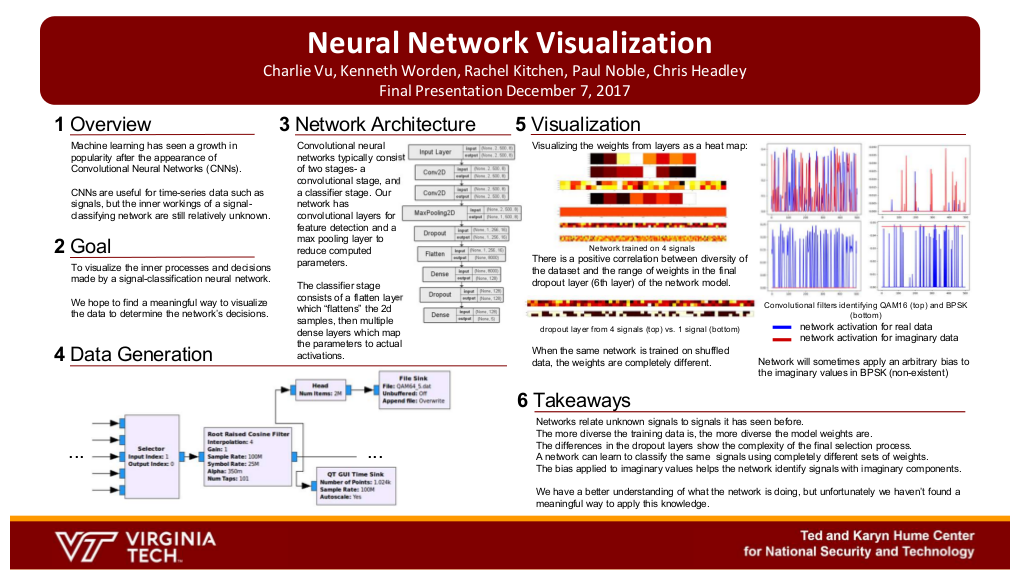 Neural Network Visualization
Charlie Vu, Kenneth Worden, Rachel Kitchen, Paul Noble, Chris Headley
Final Presentation December 7, 2017
1 Overview
Machine learning has seen a growth in
popularity after the appearance of
Convolutional Neural Networks (CNNs).
CNNs are useful for time-series data such as
signals, but the inner workings of a signal-
classifying network are still relatively unknown.
2 Goal
To visualize the inner processes and decisions
made by a signal-classification neural network.
We hope to find a meaningful way to visualize
the data to determine the network's decisions.
3 Network Architecture
Convolutional neural
networks typically consist
of two stages- a
convolutional stage, and
a classifier stage. Our
network has
convolutional layers for
feature detection and a
max pooling layer to
reduce computed
parameters.
The classifier stage
consists of a flatten layer
which "flattens" the 2d
samples, then multiple
dense layers which map
the parameters to actual
activations.
Input Layer
input
output
Conv2D
input
output
Conv2D
input
output
MaxPooling2D
input
output
Dropout
input
output
Flatten
input
output
Dense
input
output
Dropout
input
output
Dense
input
output
4 Data Generation
...
Selector
Input Index: 1
Output Index: 0
Root Raised Cosine Filter
Interpolation: 4
Gain: 1
Sample Rate: 100M
Symbol Rate: 25M
Alpha: 350m
Num Taps: 101
Head
Num Items: 2M
File Sink
File: QAM64_S.dat
Unbuffered: Off
Append file: Overwrite
...
QT GUI Time Sink
Number of Points: 1.024k
Sample Rate: 100M
Autoscale: Yes
5 Visualization
Visualizing the weights from layers as a heat map:
Network trained on 4 signals
There is a positive correlation between diversity of
the dataset and the range of weights in the final
dropout layer (6th layer) of the network model.
dropout layer from 4 signals (top) vs. 1 signal (bottom)
When the same network is trained on shuffled
data, the weights are completely different.
Convolutional filters identifying QAM16 (top) and BPSK
(bottom)
network activation for real data
network activation for imaginary data
Network will sometimes apply an arbitrary bias to
the imaginary values in BPSK (non-existent)
6 Takeaways
Networks relate unknown signals to signals it has seen before.
The more diverse the training data is, the more diverse the model weights are.
The differences in the dropout layers show the complexity of the final selection process.
A network can learn to classify the same signals using completely different sets of weights.
The bias applied to imaginary values helps the network identify signals with imaginary components.
We have a better understanding of what the network is doing, but unfortunately we haven't found a
meaningful way to apply this knowledge.
VT VIRGINIA
TECH
Ted and Karyn Hume Center
for National Security and Technology